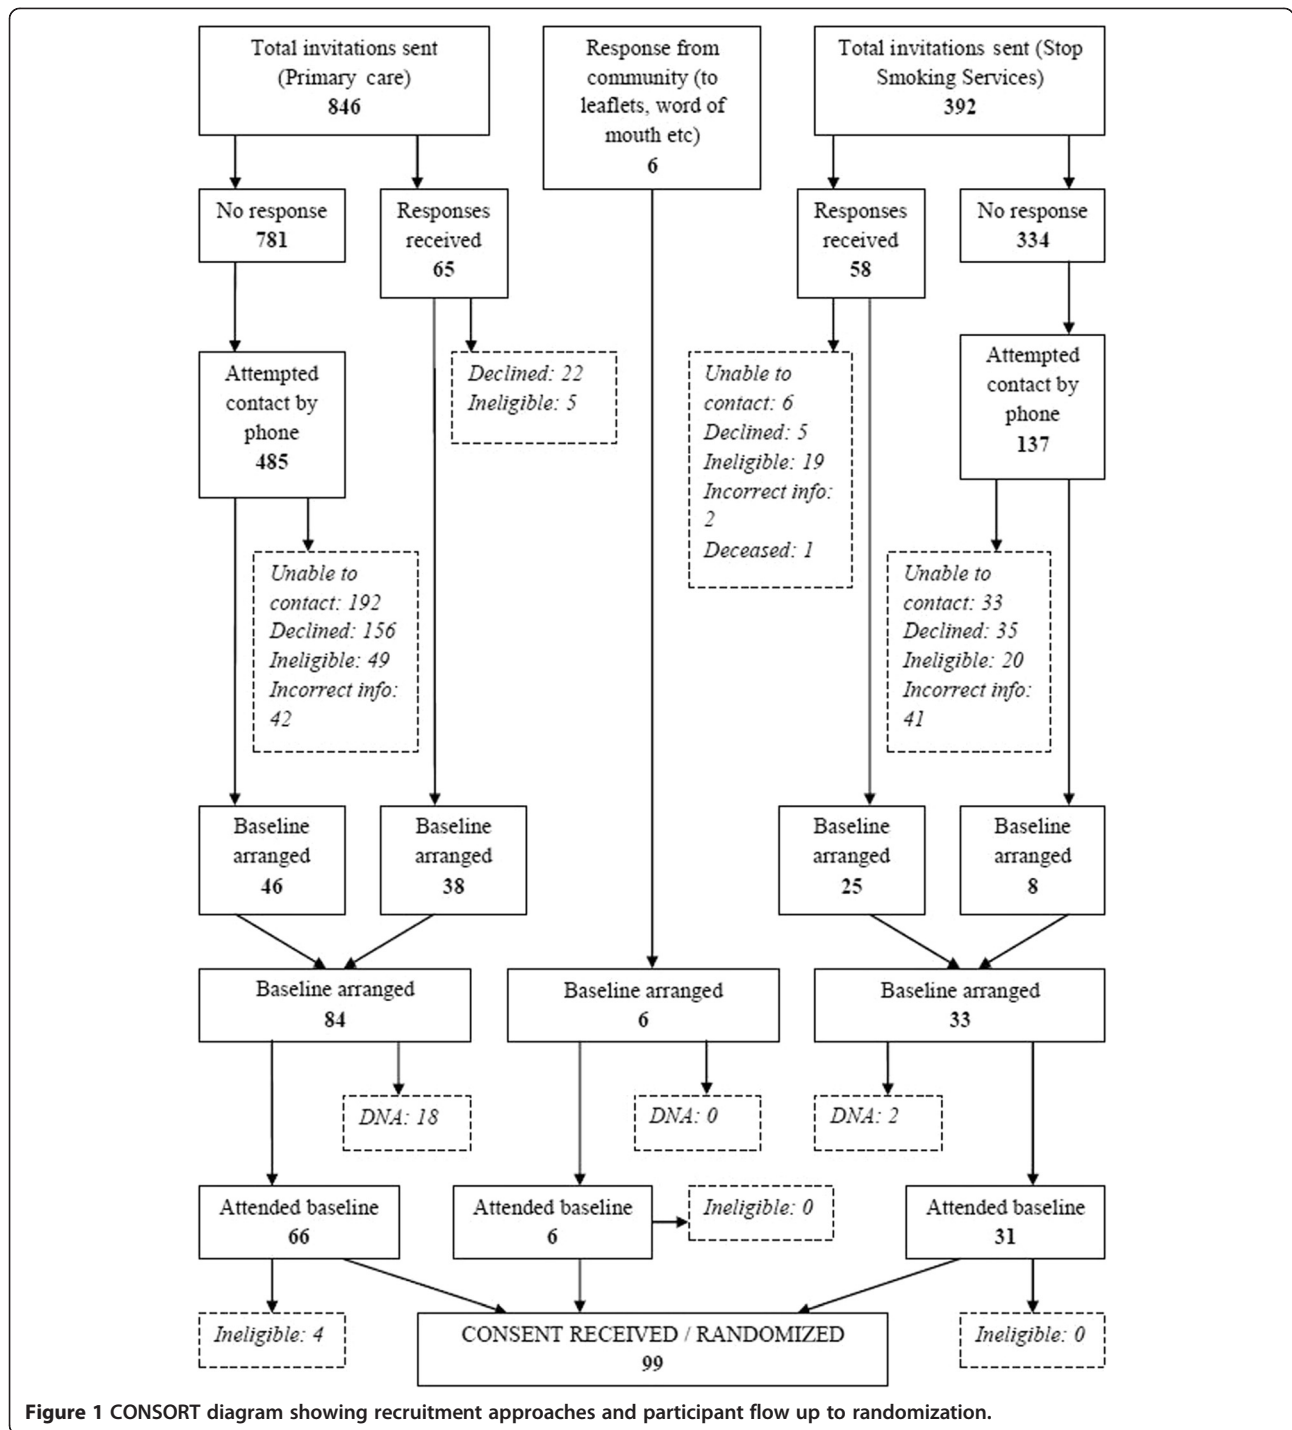 Total invitations sent
(Primary care)
846
Response from
community (to
leaflets, word of
mouth etc)
6
Total invitations sent (Stop
Smoking Services)
392
No response
781
Responses
received
65
Responses
received
58
No response
334
Attempted
contact by
phone
485
Declined: 22
Ineligible: 5
Unable to
contact: 6
Declined: 5
Ineligible: 19
Incorrect info:
2
Deceased: 1
Attempted
contact by
phone
137
Unable to
contact: 192
Declined: 156
Ineligible: 49
Incorrect info:
42
Unable to
contact: 33
Declined: 35
Ineligible: 20
Incorrect info:
41
Baseline
arranged
46
Baseline
arranged
38
Baseline
arranged
25
Baseline
arranged
8
Baseline arranged
84
Baseline arranged
6
Baseline arranged
33
DNA: 18
DNA: 0
DNA: 2
Attended baseline
66
Attended baseline
6
Ineligible: 0
Attended baseline
31
Ineligible: 4
CONSENT RECEIVED / RANDOMIZED
99
Ineligible: 0
Figure 1 CONSORT diagram showing recruitment approaches and participant flow up to randomization.